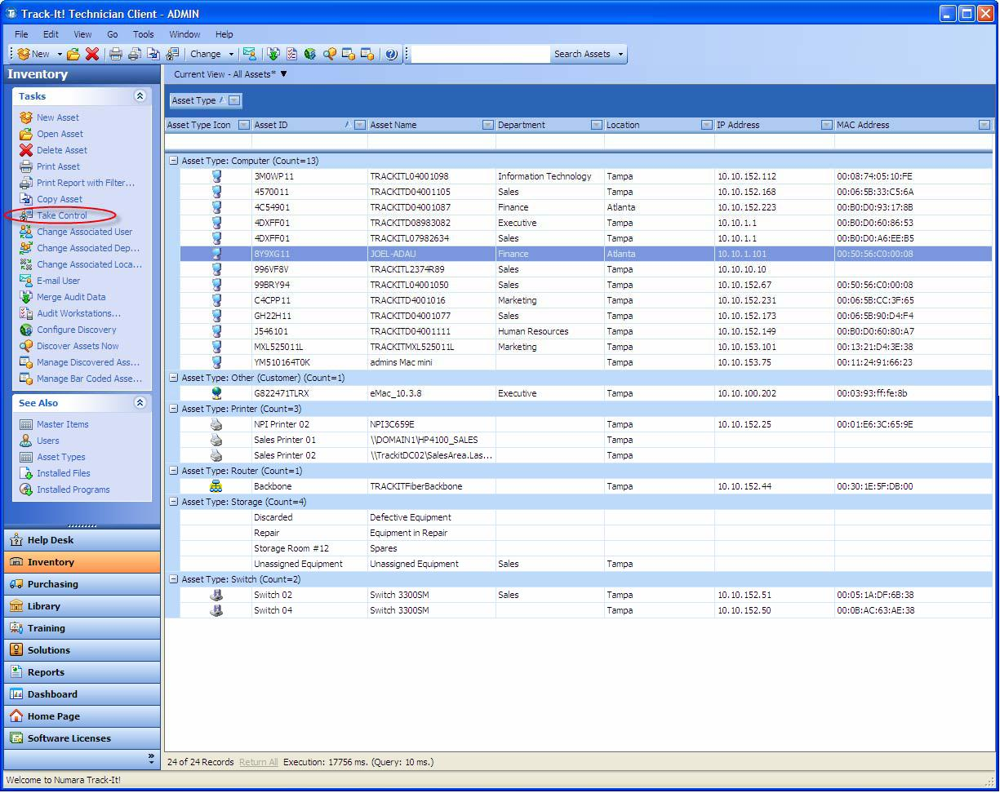 Track-It! Technician Client - ADMIN
File Edit View Go Tools Window Help
New Change Search Assets
Inventory
Current View - All Assets*
Tasks
New Asset
Open Asset
Delete Asset
Print Asset
Print Report with Filter...
Copy Asset
Take Control
Change Associated User
Change Associated Dep...
Change Associated Loca...
E-mail User
Merge Audit Data
Audit Workstations...
Configure Discovery
Discover Assets Now
Manage Discovered Ass...
Manage Bar Coded Asse...
See Also
Master Items
Users
Asset Types
Installed Files
Installed Programs
Help Desk
Inventory
Purchasing
Library
Training
Solutions
Reports
Dashboard
Home Page
Software Licenses
Asset Type
Asset Type Icon Asset ID Asset Name Department Location IP Address MAC Address
Asset Type: Computer (Count=13)
3M0WP11 TRACKITL04001098 Information Technology Tampa 10.10.152.112 00:08:74:05:10:FE
4570011 TRACKITD04001105 Sales Tampa 10.10.152.168 00:06:5B:33:C5:6A
4C54901 TRACKITD04001087 Finance Atlanta 10.10.152.223 00:B0:D0:93:17:8B
4DXFF01 TRACKITD08983082 Executive Tampa 10.10.1.1 00:B0:D0:60:86:53
4DXFF01 TRACKITL07982634 Sales Tampa 10.10.1.1 00:B0:D0:A6:EE:B5
8Y9XG11 JOEL-ADAU Finance Atlanta 10.10.1.101 00:50:56:C0:00:08
996VF8V TRACKITL2374R89 Sales Tampa 10.10.10.10
99BRY94 TRACKITL04001050 Sales Tampa 10.10.152.67 00:50:56:C0:00:08
C4CPP11 TRACKITD4001016 Marketing Tampa 10.10.152.231 00:06:5B:CC:3F:65
GH22H11 TRACKITD04001077 Sales Tampa 10.10.152.173 00:06:5B:90:D4:F4
J546101 TRACKITD04001111 Human Resources Tampa 10.10.152.149 00:B0:D0:60:80:A7
MXL525011L TRACKITMXL525011L Marketing Tampa 10.10.153.101 00:13:21:D4:3E:38
YM510164T0K admins Mac mini Tampa 10.10.153.75 00:11:24:91:66:23
Asset Type: Other (Customer) (Count=1)
G822471TLRX eMac_10.3.8 Executive Tampa 10.10.100.202 00:03:93:ff:fe:8b
Asset Type: Printer (Count=3)
NPI Printer 02 NPI3C659E Tampa 10.10.152.25 00:01:E6:3C:65:9E
Sales Printer 01 \\DOMAIN1\HP4100_SALES Tampa
Sales Printer 02 \\TrackitDC02\SalesArea.Las... Tampa
Asset Type: Router (Count=1)
Backbone TRACKITFiberBackbone Tampa 10.10.152.44 00:30:1E:5F:DB:00
Asset Type: Storage (Count=4)
Discarded Defective Equipment
Repair Equipment in Repair
Storage Room #12 Spares
Unassigned Equipment Unassigned Equipment Sales Tampa
Asset Type: Switch (Count=2)
Switch 02 Switch 3300SM Sales Tampa 10.10.152.51 00:05:1A:DF:6B:38
Switch 04 Switch 3300SM Tampa 10.10.152.50 00:0B:AC:63:AE:38
24 of 24 Records Return All Execution: 17756 ms. (Query: 10 ms.)
Welcome to Numara Track-It!